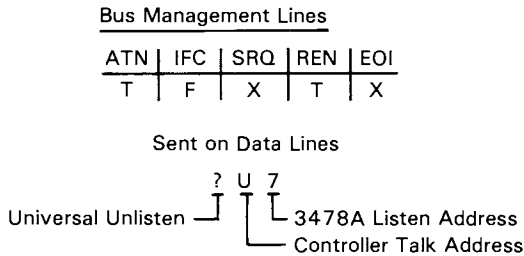 Bus Management Lines
ATN IFC SRQ REN EOI
T F X T X
Sent on Data Lines
? U 7
Universal Unlisten 3478A Listen Address
Controller Talk Address